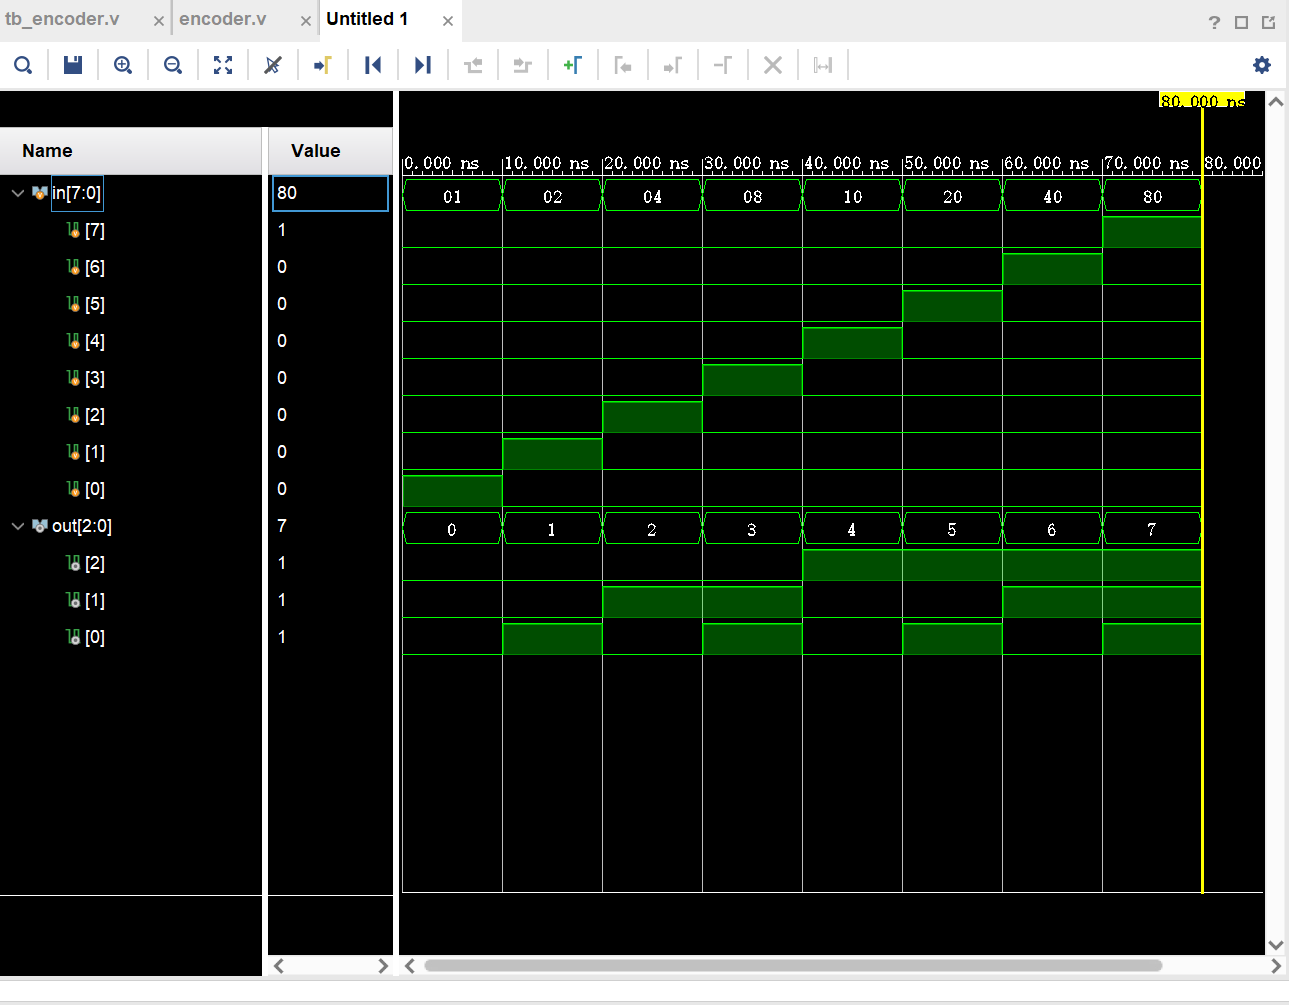 tb_encoder.v × encoder.v × Untitled 1 × ?
80.000 ns
Name Value
0.000 ns 10.000 ns 20.000 ns 30.000 ns 40.000 ns 50.000 ns 60.000 ns 70.000 ns 80.000
in[7:0] 80 01 02 04 08 10 20 40 80
[7] 1
[6] 0
[5] 0
[4] 0
[3] 0
[2] 0
[1] 0
[0] 0
out[2:0] 7 0 1 2 3 4 5 6 7
[2] 1
[1] 1
[0] 1